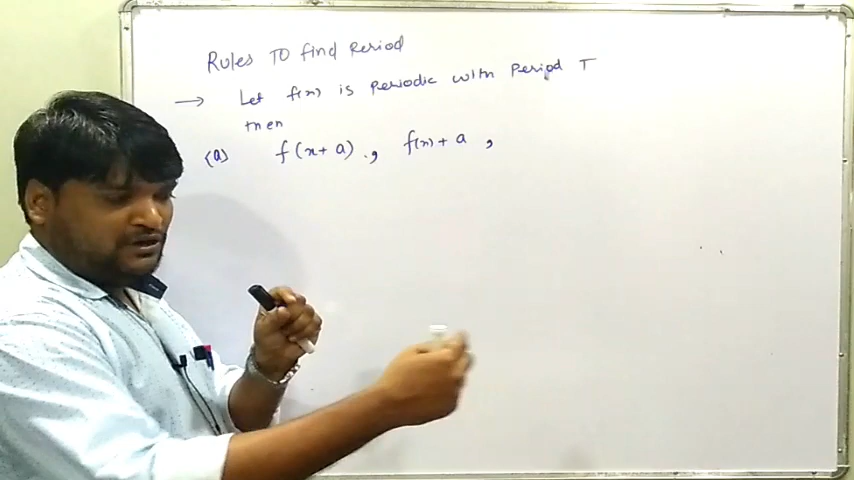 Rules To find Period
→ Let f(x) is periodic with Period T
then
(a) f(x+a), f(x)+a,